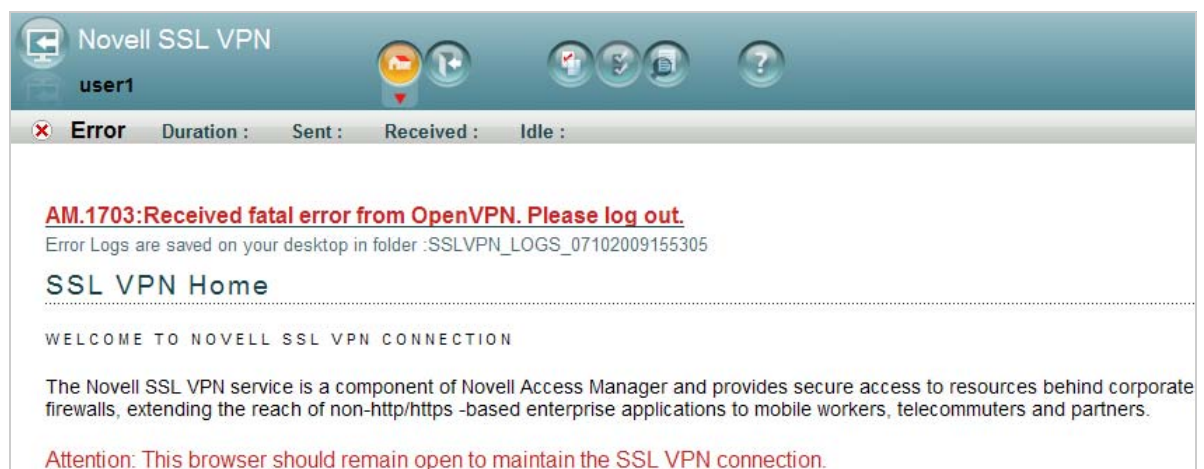 Novell SSL VPN
user1
?
Error Duration : Sent : Received : Idle :
AM.1703:Received fatal error from OpenVPN. Please log out.
Error Logs are saved on your desktop in folder :SSLVPN_LOGS_07102009155305
SSL VPN Home
WELCOME TO NOVELL SSL VPN CONNECTION
The Novell SSL VPN service is a component of Novell Access Manager and provides secure access to resources behind corporate
firewalls, extending the reach of non-http/https -based enterprise applications to mobile workers, telecommuters and partners.
Attention: This browser should remain open to maintain the SSL VPN connection.